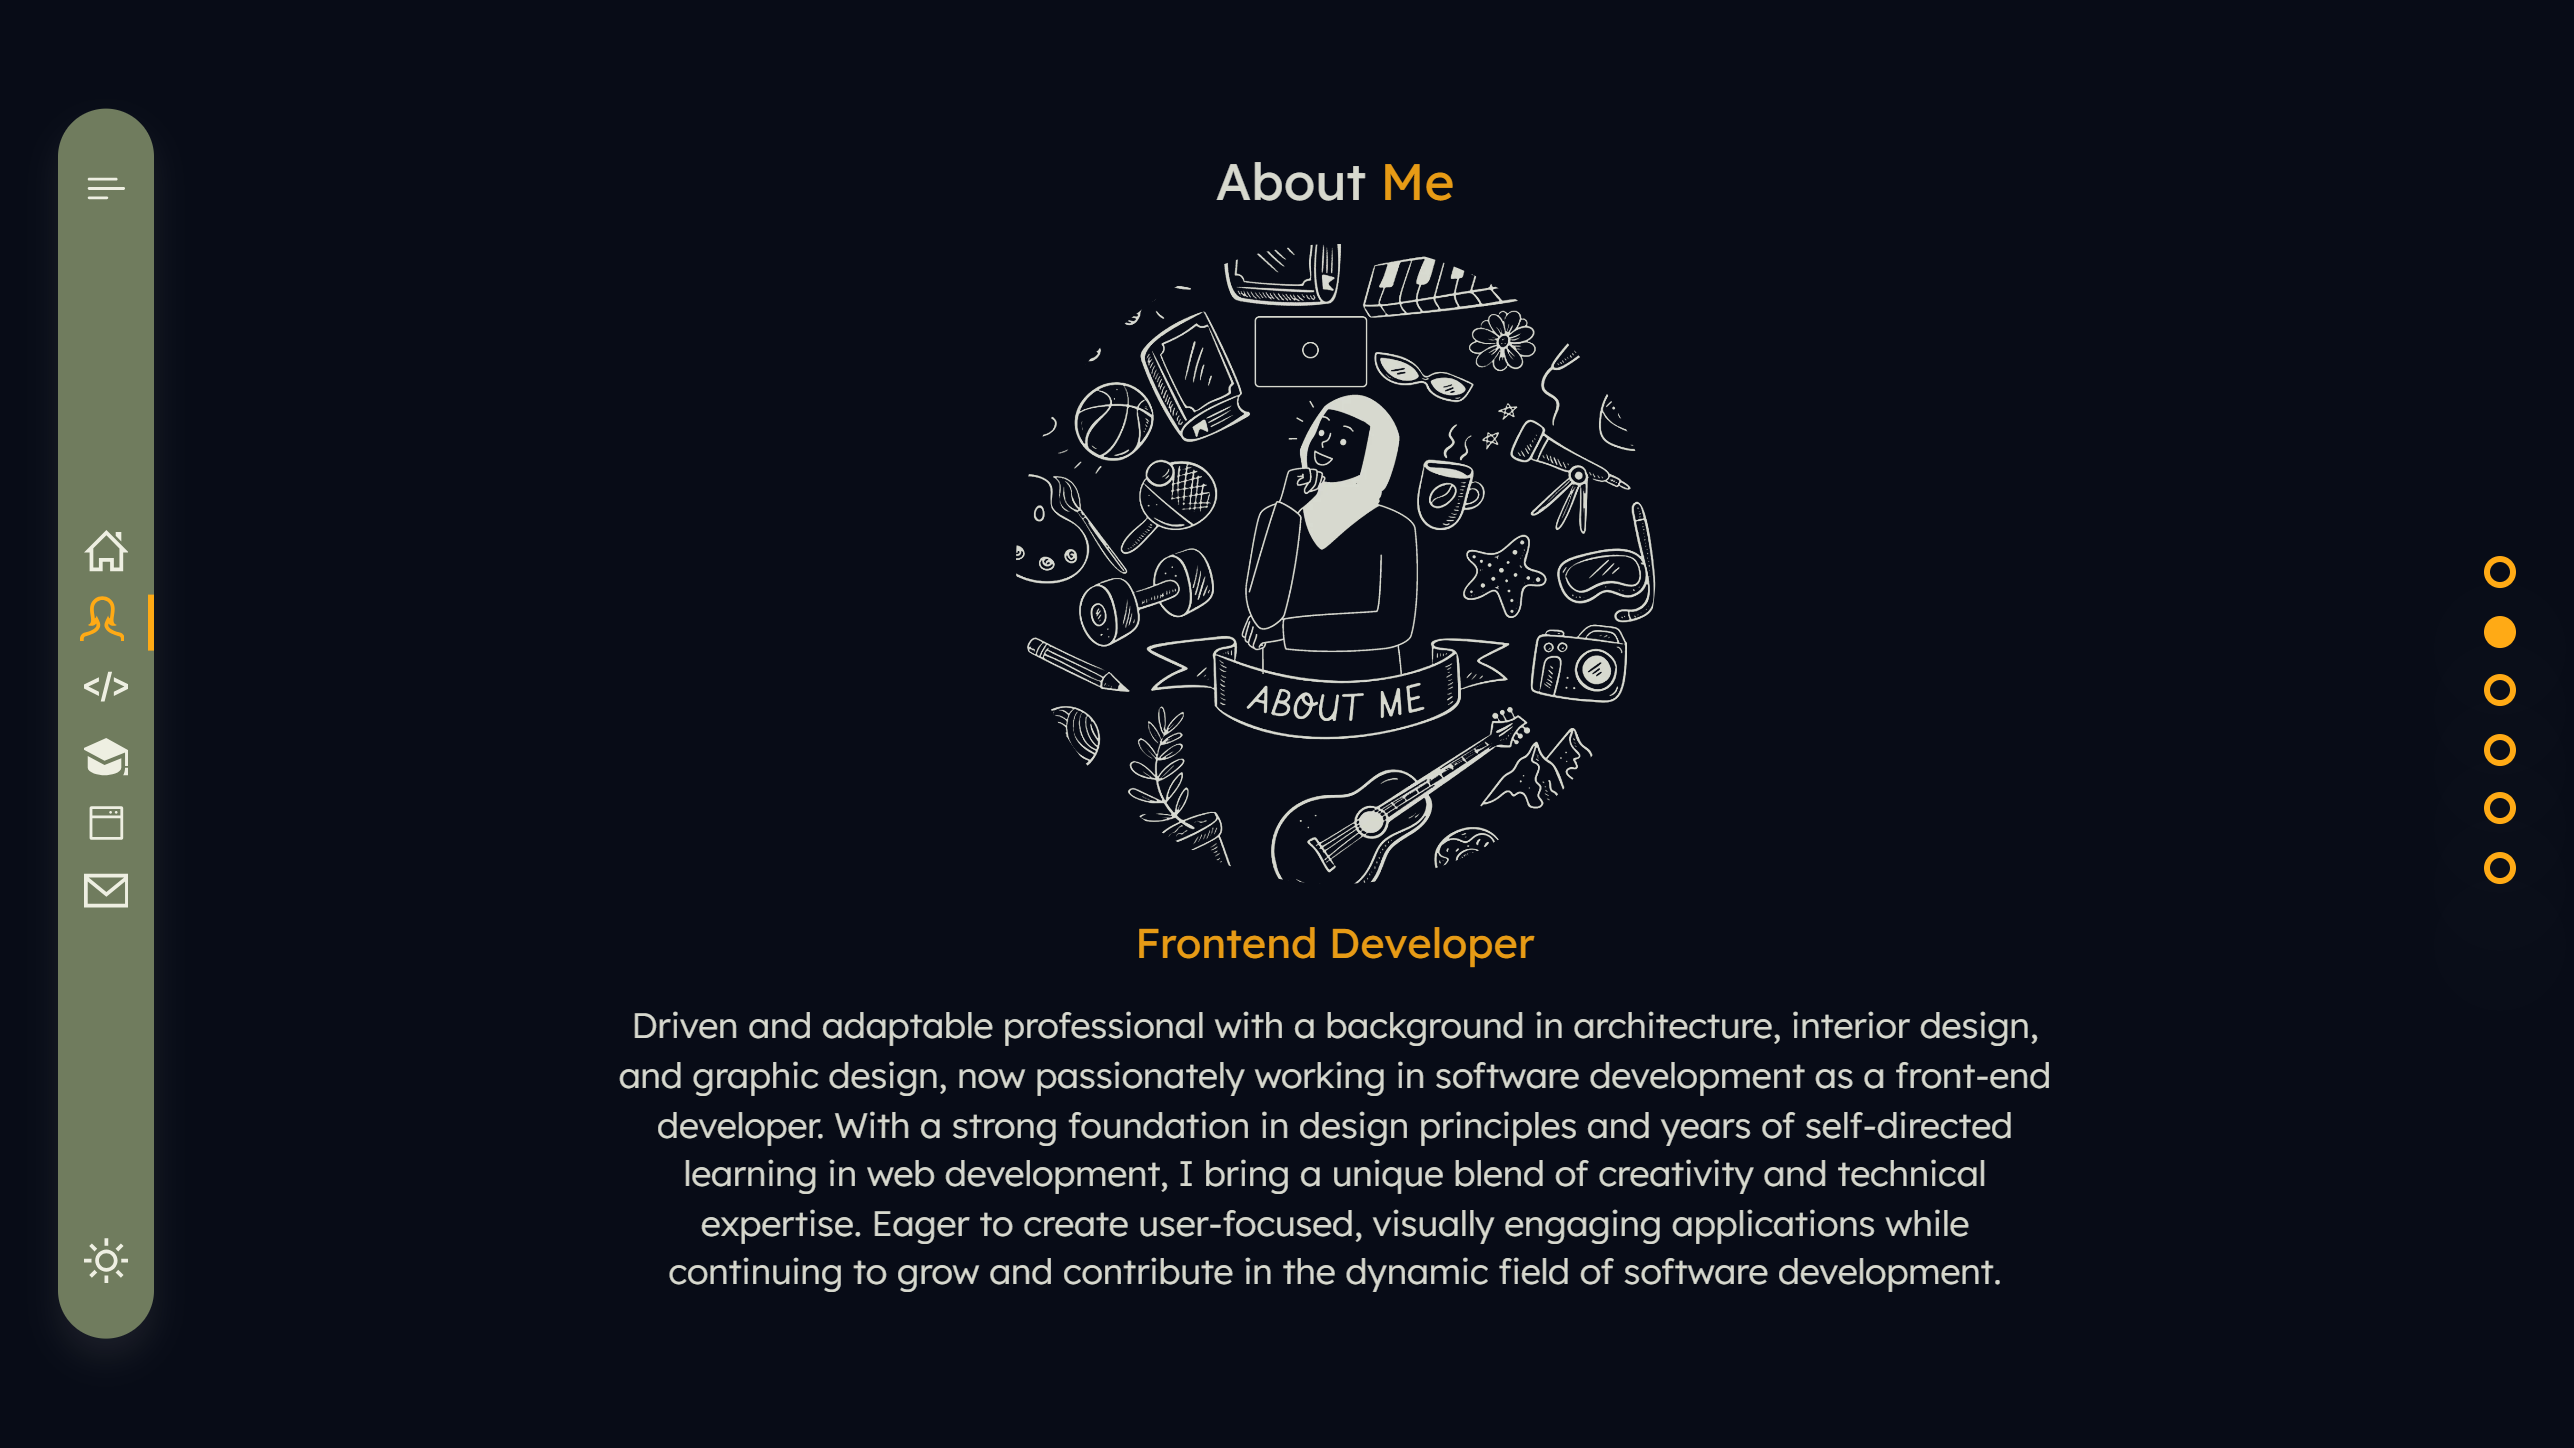 About Me
ABOUT ME
Frontend Developer
Driven and adaptable professional with a background in architecture, interior design,
and graphic design, now passionately working in software development as a front-end
developer. With a strong foundation in design principles and years of self-directed
learning in web development, I bring a unique blend of creativity and technical
expertise. Eager to create user-focused, visually engaging applications while
continuing to grow and contribute in the dynamic field of software development.